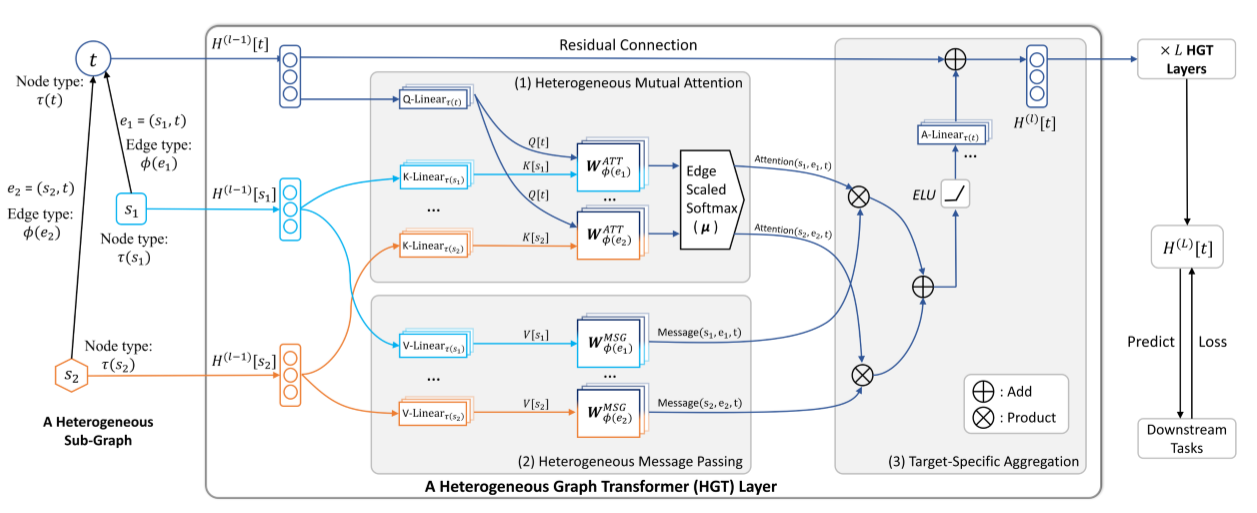 t
Node type:
τ(t)
e₁ = (s₁, t)
Edge type:
ϕ(e₁)
e₂ = (s₂, t)
Edge type:
ϕ(e₂)
s₁
Node type:
τ(s₁)
Node type:
τ(s₂)
s₂
A Heterogeneous
Sub-Graph
H^(l−1)[t]
H^(l−1)[s₁]
H^(l−1)[s₂]
Residual Connection
(1) Heterogeneous Mutual Attention
Q-Linear_τ(t)
Q[t]
K[s₁]
Q[t]
K-Linear_τ(s₁)
...
K-Linear_τ(s₂)
K[s₂]
W^ATT_ϕ(e₁)
...
W^ATT_ϕ(e₂)
Edge
Scaled
Softmax
(μ)
Attention(s₁, e₁, t)
Attention(s₂, e₂, t)
V-Linear_τ(s₁)
...
V-Linear_τ(s₂)
V[s₁]
V[s₂]
W^MSG_ϕ(e₁)
...
W^MSG_ϕ(e₂)
Message(s₁, e₁, t)
Message(s₂, e₂, t)
(2) Heterogeneous Message Passing
H^(l)[t]
A-Linear_τ(t)
...
ELU
: Add
: Product
(3) Target-Specific Aggregation
A Heterogeneous Graph Transformer (HGT) Layer
× L HGT
Layers
H^(L)[t]
Predict
Loss
Downstream
Tasks